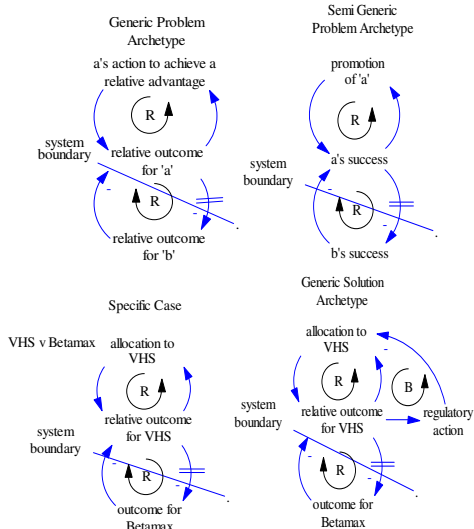 Generic Problem
Archetype
a's action to achieve a
relative advantage
R
system
boundary
relative outcome
for 'a'
-
R
-
relative outcome
for 'b'
Semi Generic
Problem Archetype
promotion
of 'a'
R
system
boundary
a's success
-
R
-
b's success
Specific Case
VHS v Betamax
allocation to
VHS
R
relative outcome
for VHS
system
boundary
-
R
-
outcome for
Betamax
Generic Solution
Archetype
allocation to
VHS
-
R
B
system
boundary
relative outcome
for VHS
regulatory
action
-
R
-
outcome for
Betamax